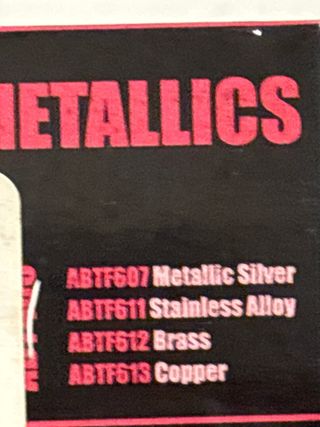 METALLICS
ABTF607 Metallic Silver
ABTF611 Stainless Alloy
ABTF612 Brass
ABTF613 Copper